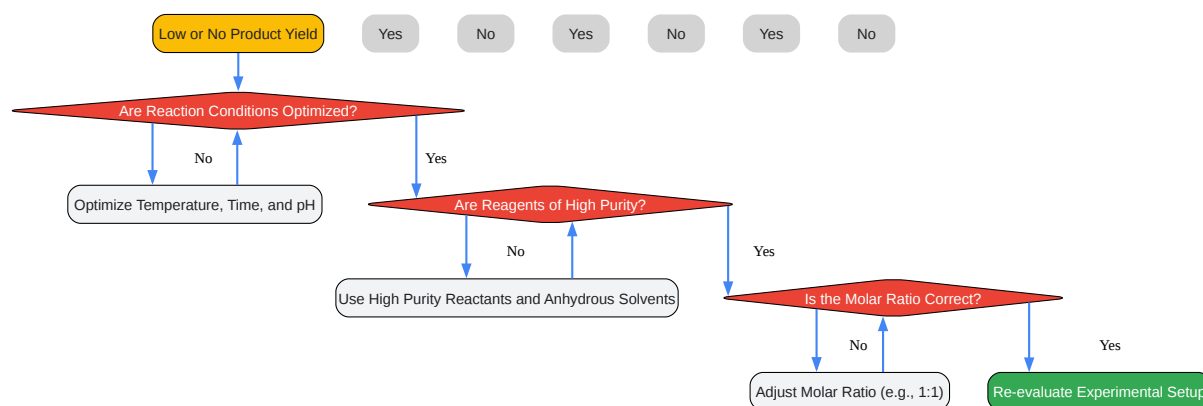 Low or No Product Yield
Yes
No
Yes
No
Yes
No
Are Reaction Conditions Optimized?
No
Yes
Optimize Temperature, Time, and pH
Are Reagents of High Purity?
No
Yes
Use High Purity Reactants and Anhydrous Solvents
Is the Molar Ratio Correct?
No
Yes
Adjust Molar Ratio (e.g., 1:1)
Re-evaluate Experimental Setup